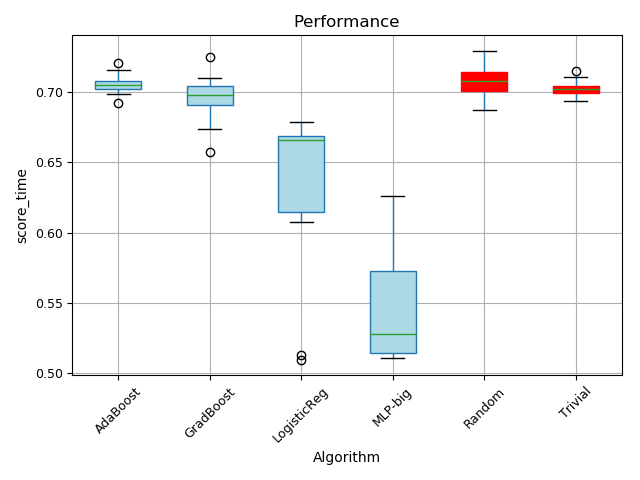 Performance
score_time
0.70
0.65
0.60
0.55
0.50
AdaBoost
GradBoost
LogisticReg
MLP-big
Random
Trivial
Algorithm